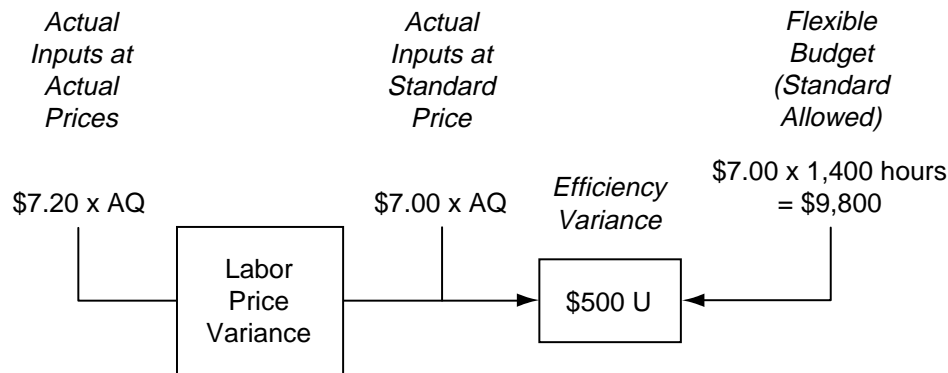 Actual
Inputs at
Actual
Prices
Actual
Inputs at
Standard
Price
Flexible
Budget
(Standard
Allowed)
$7.20 x AQ
$7.00 x AQ
Efficiency
Variance
$7.00 x 1,400 hours
= $9,800
Labor
Price
Variance
$500 U